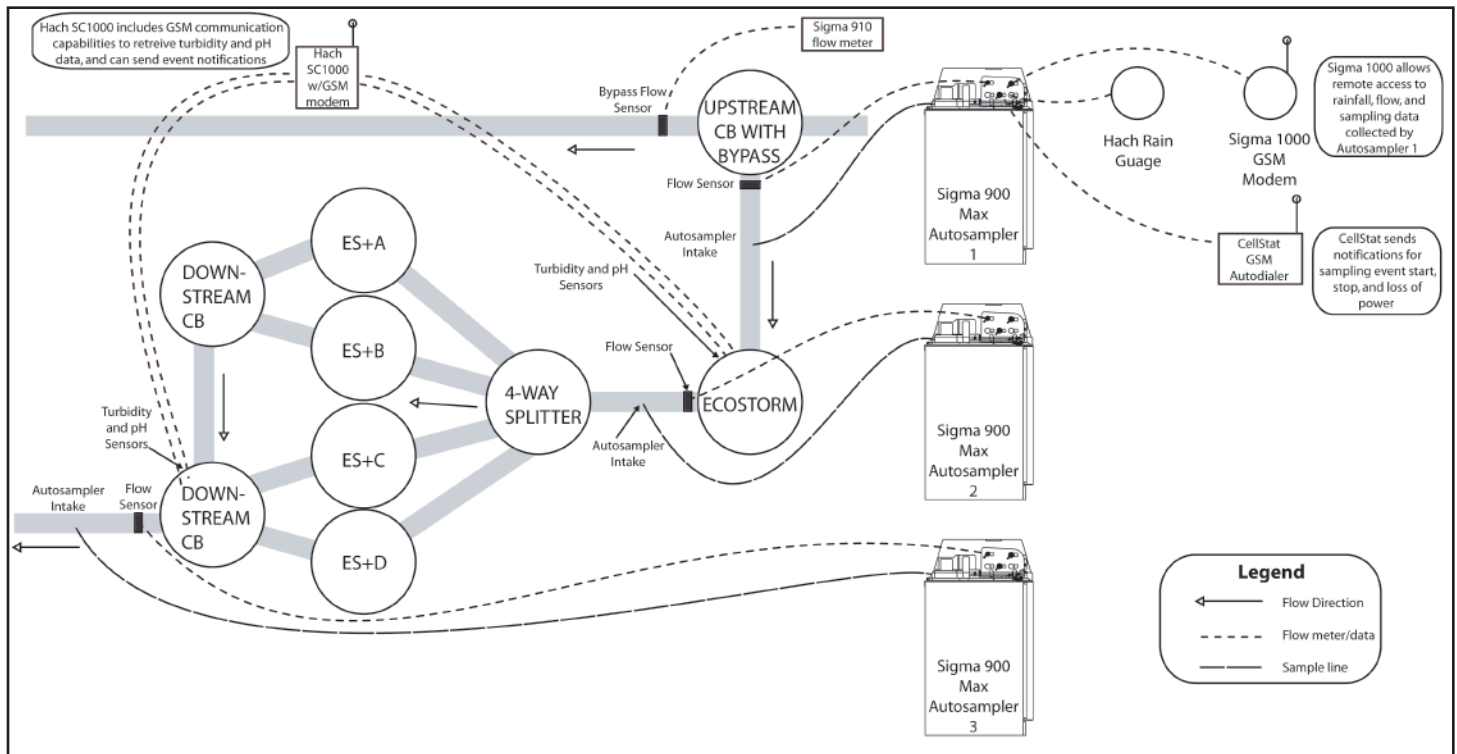 Hach SC1000 includes GSM communication
capabilities to retreive turbidity and pH
data, and can send event notifications
Hach
SC1000
w/GSM
modem
Sigma 910
flow meter
Bypass Flow
Sensor
UPSTREAM
CB WITH
BYPASS
Flow Sensor
Autosampler
Intake
Turbidity and pH
Sensors
Sigma 900
Max
Autosampler
1
Hach Rain
Guage
Sigma 1000
GSM
Modem
Sigma 1000 allows
remote access to
rainfall, flow, and
sampling data
collected by
Autosampler 1
CellStat
GSM
Autodialer
CellStat sends
notifications for
sampling event start,
stop, and loss of
power
DOWN-
STREAM
CB
ES+A
ES+B
ES+C
ES+D
4-WAY
SPLITTER
Flow Sensor
Autosampler
Intake
ECOSTORM
Sigma 900
Max
Autosampler
2
Turbidity
and pH
Sensors
DOWN-
STREAM
CB
Autosampler
Intake
Flow
Sensor
Sigma 900
Max
Autosampler
3
Legend
Flow Direction
Flow meter/data
Sample line